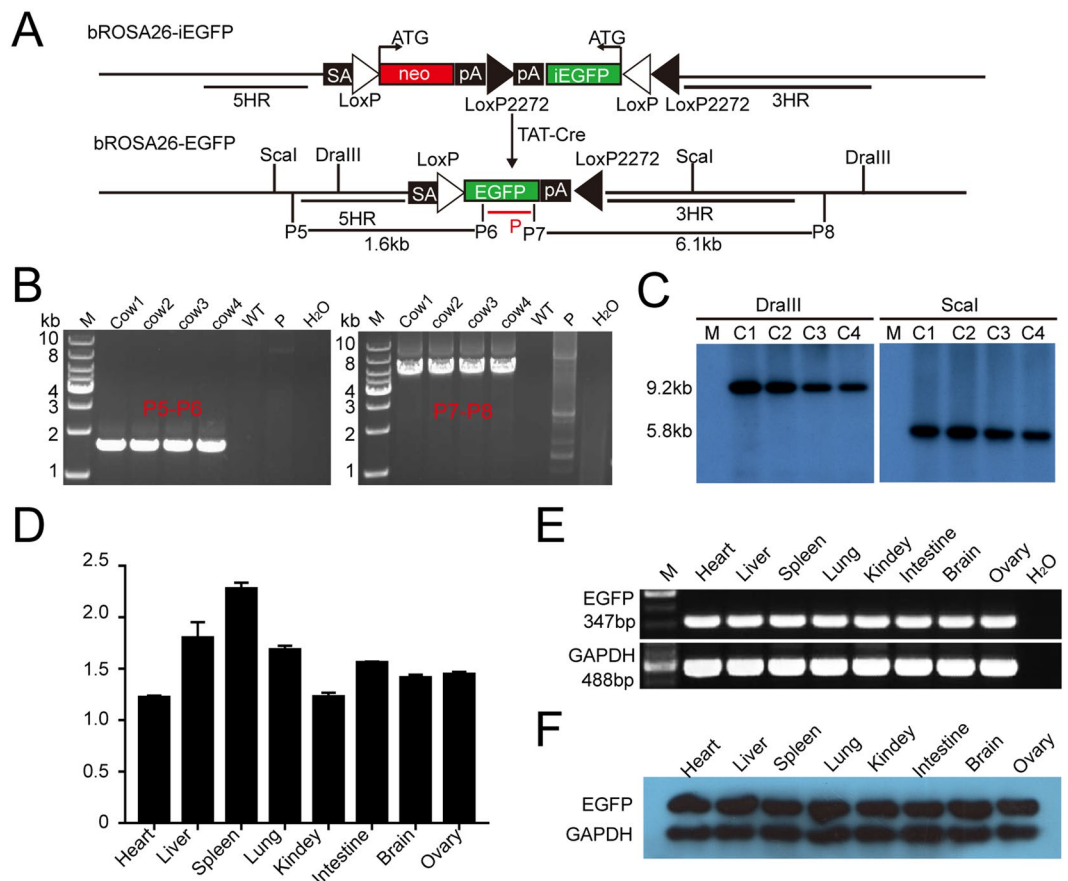 A
bROSA26-iEGFP
ATG ATG
SA neo pA pA iEGFP
5HR LoxP LoxP2272 LoxP LoxP2272 3HR
TAT-Cre
bROSA26-EGFP
ScaI DraIII LoxP LoxP2272 ScaI DraIII
SA EGFP pA
5HR 3HR
P5 P6 P P7 P8
1.6kb 6.1kb
B
kb M Cow1 cow2 cow3 cow4 WT P H2O
10
8
4
3
2
1
P5-P6
kb M Cow1 cow2 cow3 cow4 WT P H2O
10
8
4
3
2
1
P7-P8
C
DraIII ScaI
M C1 C2 C3 C4 M C1 C2 C3 C4
9.2kb
5.8kb
D
2.5
2.0
1.5
1.0
0.5
0
Heart Liver Spleen Lung Kindey Intestine Brain Ovary
E
M Heart Liver Spleen Lung Kindey Intestine Brain Ovary H2O
EGFP
347bp
GAPDH
488bp
F
Heart Liver Spleen Lung Kindey Intestine Brain Ovary
EGFP
GAPDH